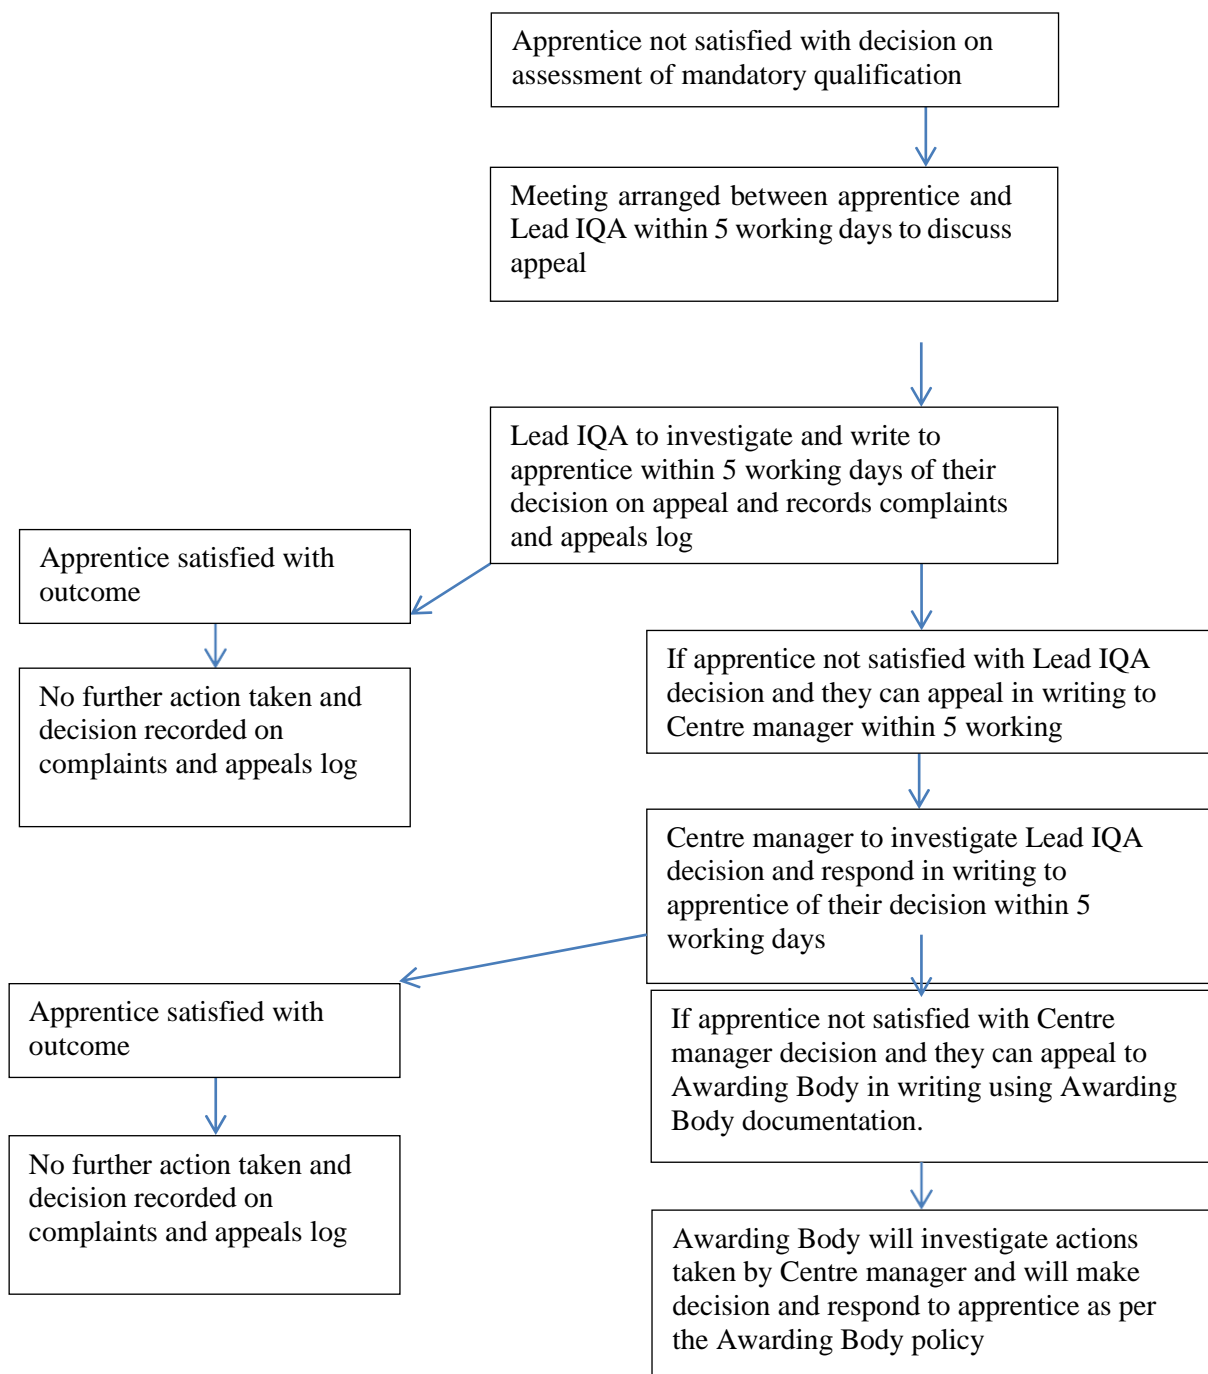 Apprentice not satisfied with decision on
assessment of mandatory qualification
Meeting arranged between apprentice and
Lead IQA within 5 working days to discuss
appeal
Lead IQA to investigate and write to
apprentice within 5 working days of their
decision on appeal and records complaints
and appeals log
Apprentice satisfied with
outcome
No further action taken and
decision recorded on
complaints and appeals log
If apprentice not satisfied with Lead IQA
decision and they can appeal in writing to
Centre manager within 5 working
Centre manager to investigate Lead IQA
decision and respond in writing to
apprentice of their decision within 5
working days
Apprentice satisfied with
outcome
No further action taken and
decision recorded on
complaints and appeals log
If apprentice not satisfied with Centre
manager decision and they can appeal to
Awarding Body in writing using Awarding
Body documentation.
Awarding Body will investigate actions
taken by Centre manager and will make
decision and respond to apprentice as per
the Awarding Body policy